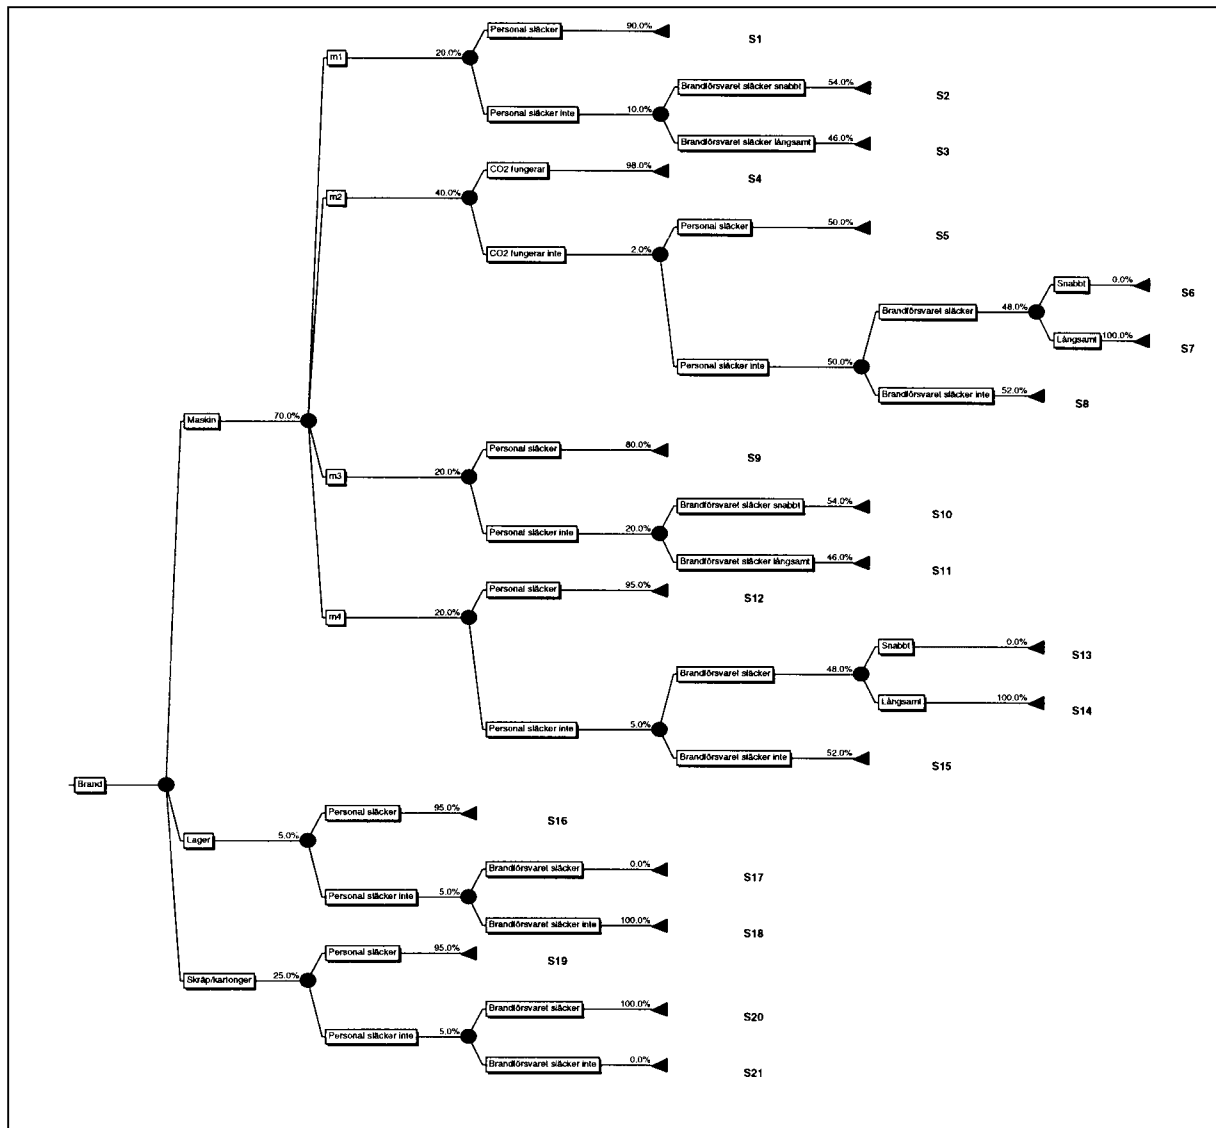 Personal släcker 90.0% S1
m1 20.0%
Brandförsvaret släcker snabbt 54.0% S2
Personal släcker inte 10.0%
Brandförsvaret släcker långsamt 46.0% S3
CO2 fungerar 98.0% S4
m2 40.0%
Personal släcker 50.0% S5
CO2 fungerar inte 2.0%
Snabbt 0.0% S6
Brandförsvaret släcker 48.0%
Långsamt 100.0% S7
Personal släcker inte 50.0%
Brandförsvaret släcker inte 52.0% S8
Maskin 70.0%
Personal släcker 80.0% S9
m3 20.0%
Brandförsvaret släcker snabbt 54.0% S10
Personal släcker inte 20.0%
Brandförsvaret släcker långsamt 46.0% S11
Personal släcker 95.0% S12
m4 20.0%
Snabbt 0.0% S13
Brandförsvaret släcker 48.0%
Långsamt 100.0% S14
Personal släcker inte 5.0%
Brandförsvaret släcker inte 52.0% S15
Brand
Personal släcker 95.0% S16
Lager 5.0%
Brandförsvaret släcker 0.0% S17
Personal släcker inte 5.0%
Brandförsvaret släcker inte 100.0% S18
Personal släcker 95.0% S19
Skräp/kartonger 25.0%
Brandförsvaret släcker 100.0% S20
Personal släcker inte 5.0%
Brandförsvaret släcker inte 0.0% S21